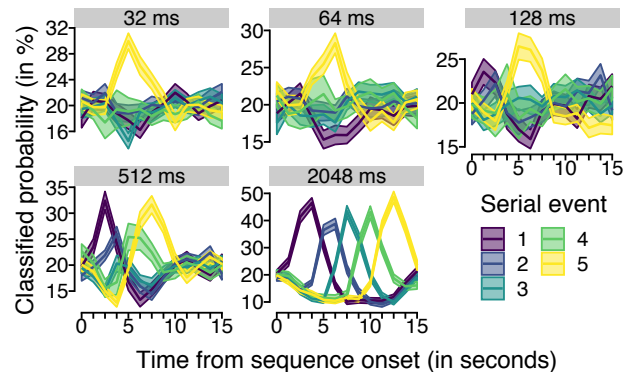 32 ms
64 ms
128 ms
32
28
24
20
16
30
25
20
15
25
20
15
0 5 10 15
512 ms
2048 ms
35
30
25
20
15
50
40
30
20
10
0 5 10 15
0 5 10 15
Classified probability (in %)
Time from sequence onset (in seconds)
Serial event
1 4
2 5
3